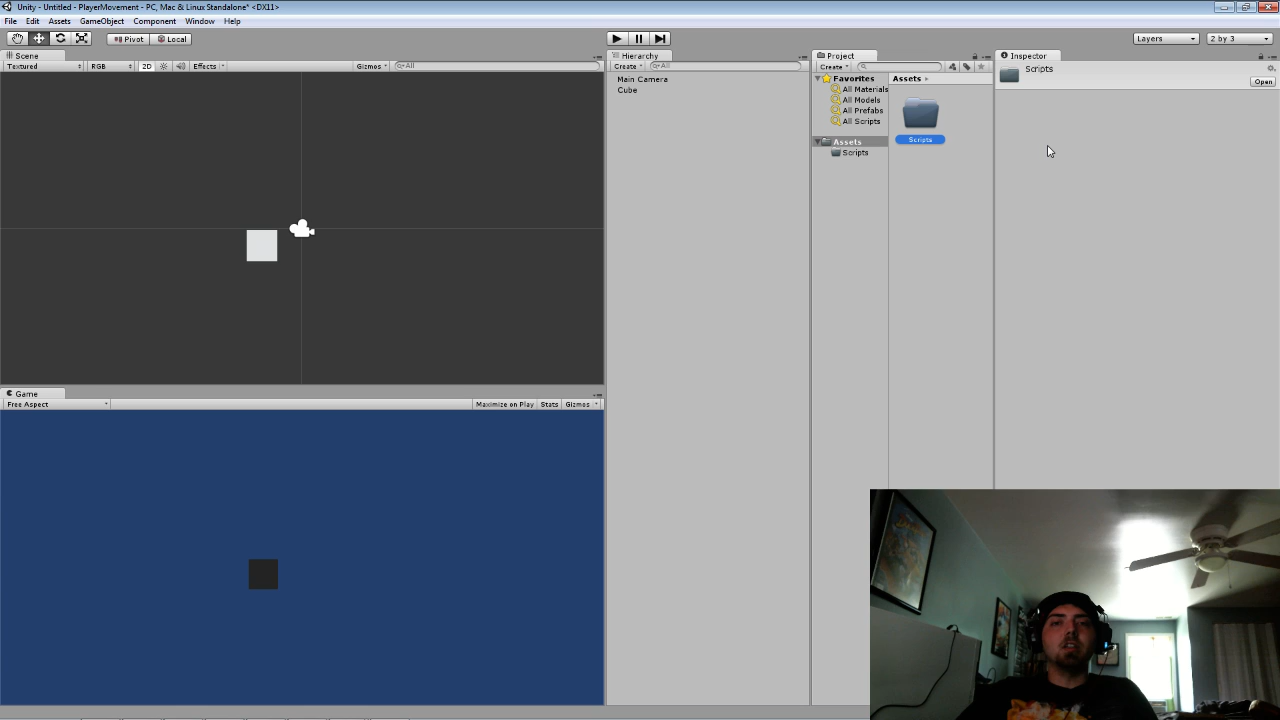 Unity - Untitled - PlayerMovement - PC, Mac & Linux Standalone* <DX11>
File Edit Assets GameObject Component Window Help
Pivot Local Layers 2 by 3
Scene Hierarchy Project Inspector
Textured RGB 2D Effects Gizmos All Create All Create
Scripts
Open
Main Camera
Cube
Favorites
All Materials
All Models
All Prefabs
All Scripts
Assets
Scripts
Assets
Scripts
Game
Free Aspect Maximize on Play Stats Gizmos